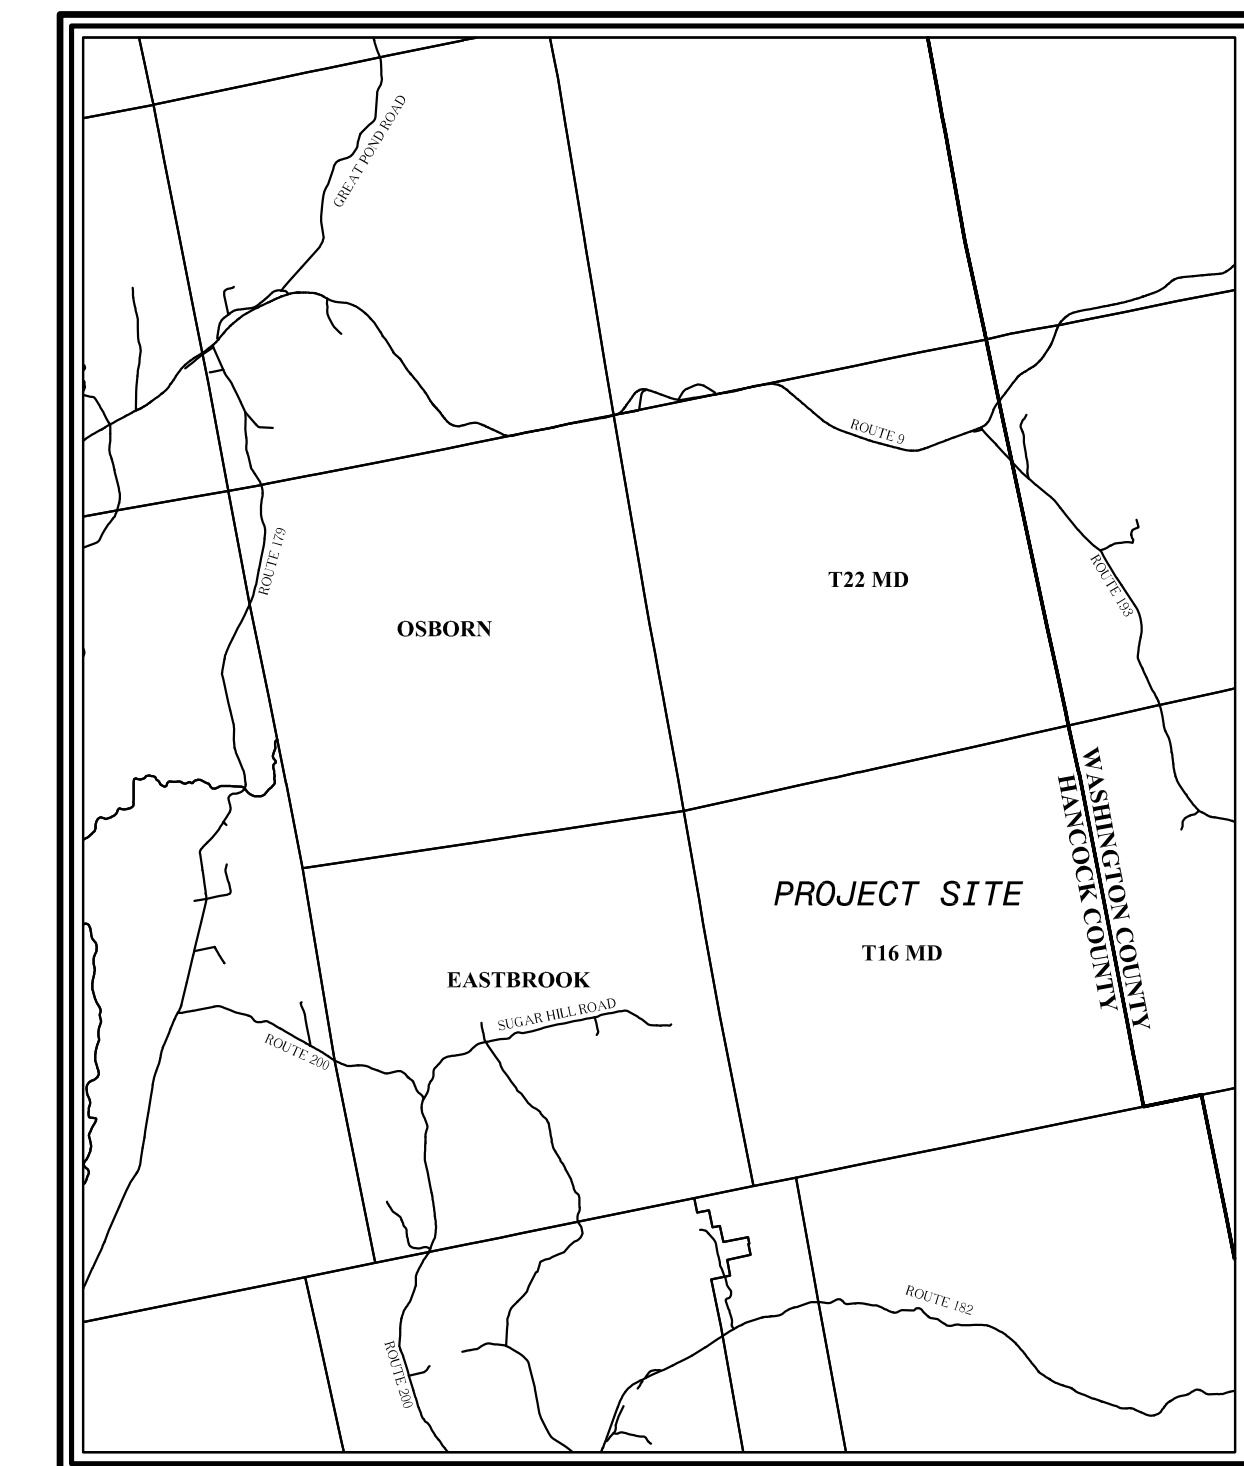 GREAT POND ROAD
ROUTE 9
ROUTE 179
ROUTE 193
T22 MD
OSBORN
WASHINGTON COUNTY
HANCOCK COUNTY
PROJECT SITE
T16 MD
EASTBROOK
SUGAR HILL ROAD
ROUTE 200
ROUTE 182
ROUTE 200